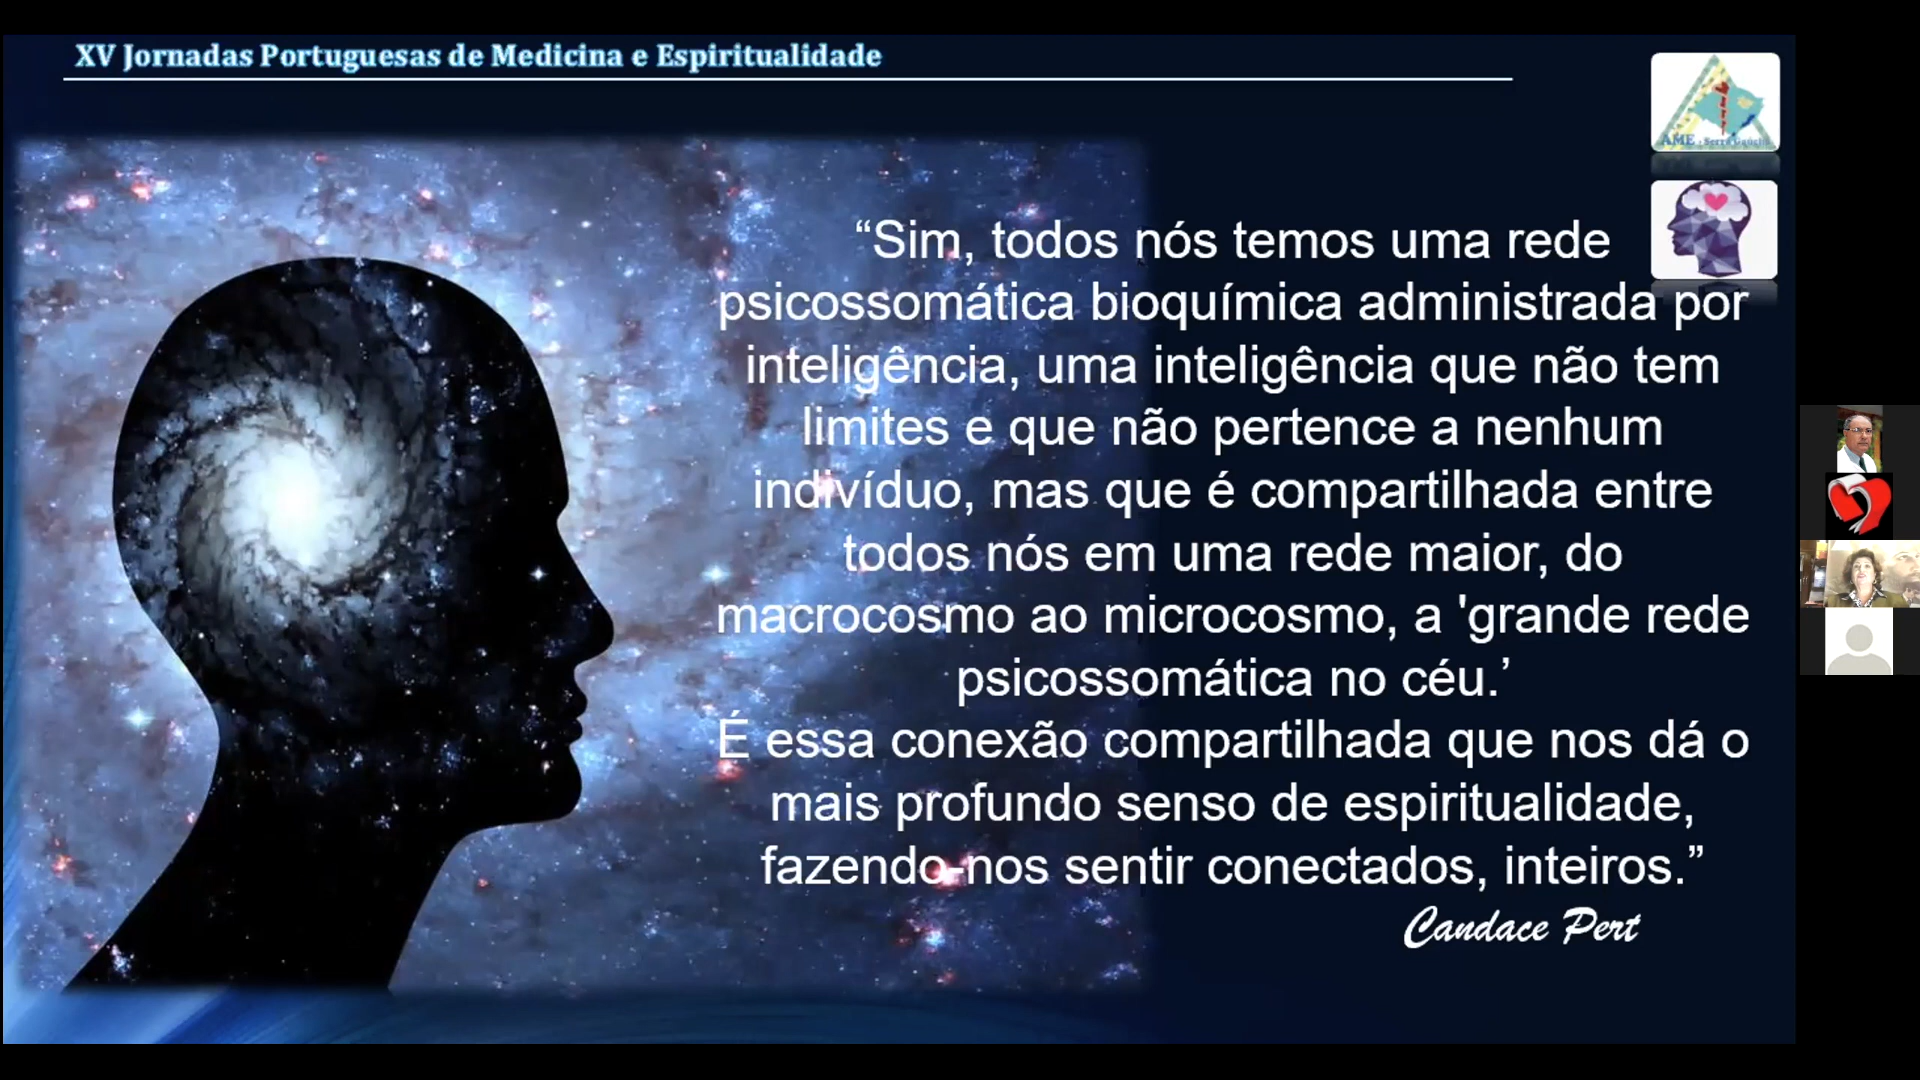 XV Jornadas Portuguesas de Medicina e Espiritualidade
AME - Serra Gaúcha
“Sim, todos nós temos uma rede
psicossomática bioquímica administrada por
inteligência, uma inteligência que não tem
limites e que não pertence a nenhum
indivíduo, mas que é compartilhada entre
todos nós em uma rede maior, do
macrocosmo ao microcosmo, a 'grande rede
psicossomática no céu.’
É essa conexão compartilhada que nos dá o
mais profundo senso de espiritualidade,
fazendo-nos sentir conectados, inteiros.”
Candace Pert